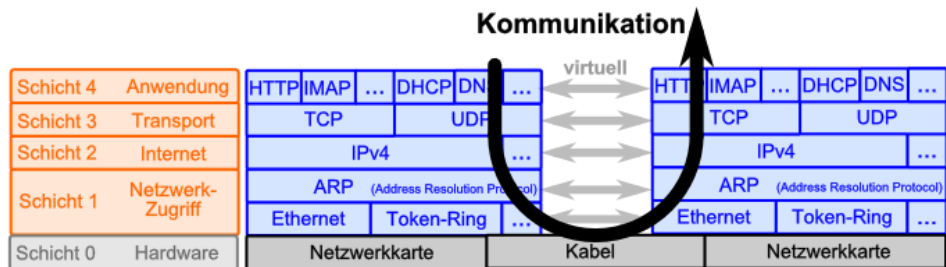 Kommunikation
virtuell
Schicht 4 Anwendung HTTP IMAP ... DHCP DNS ... HTTP IMAP ... DHCP DNS ...
Schicht 3 Transport TCP UDP TCP UDP
Schicht 2 Internet IPv4 ... IPv4 ...
Schicht 1 Netzwerk-Zugriff ARP (Address Resolution Protocol) ARP (Address Resolution Protocol)
Ethernet Token-Ring ... Ethernet Token-Ring ...
Schicht 0 Hardware Netzwerkkarte Kabel Netzwerkkarte